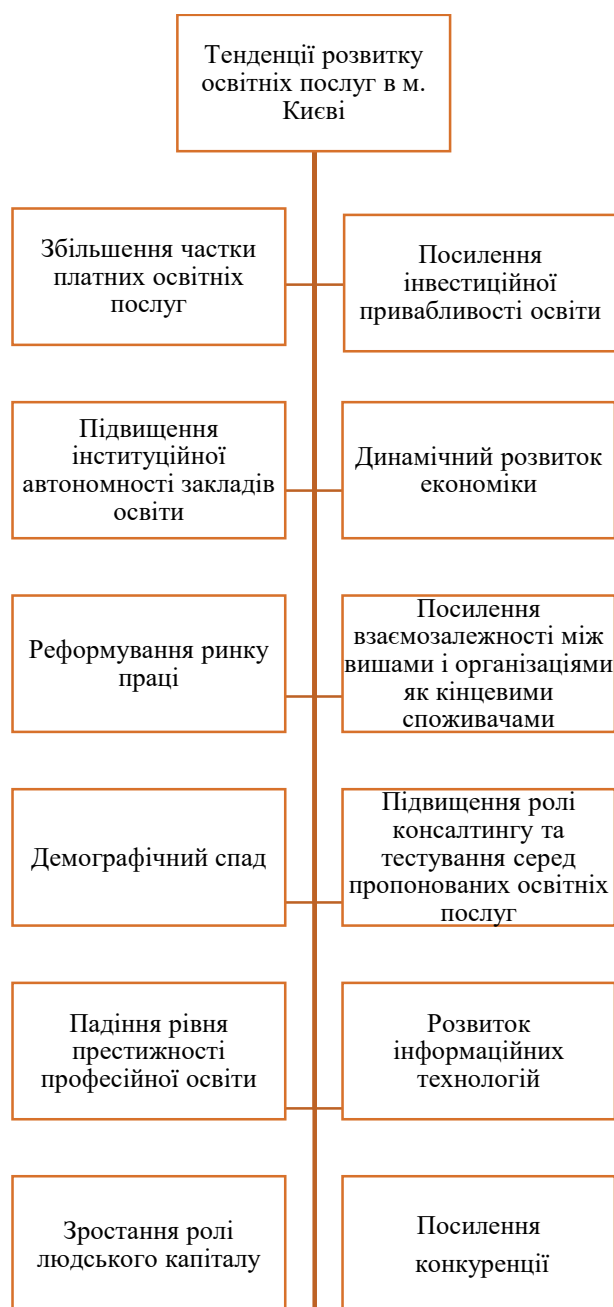 Тенденції розвитку
освітніх послуг в м.
Києві
Збільшення частки
платних освітніх
послуг
Посилення
інвестиційної
привабливості освіти
Підвищення
інституційної
автономності закладів
освіти
Динамічний розвиток
економіки
Реформування ринку
праці
Посилення
взаємозалежності між
вишами і організаціями
як кінцевими
споживачами
Демографічний спад
Підвищення ролі
консалтингу та
тестування серед
пропонованих освітніх
послуг
Падіння рівня
престижності
професійної освіти
Розвиток
інформаційних
технологій
Зростання ролі
людського капіталу
Посилення
конкуренції